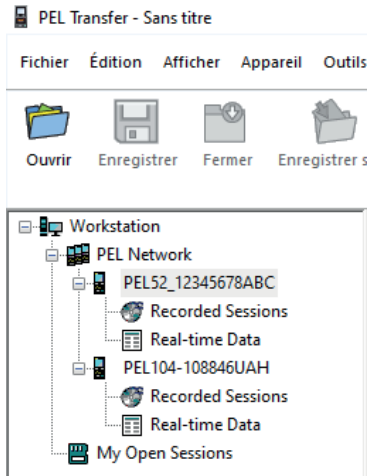 PEL Transfer - Sans titre
Fichier Édition Afficher Appareil Outils
Ouvrir Enregistrer Fermer Enregistrer s
Workstation
PEL Network
PEL52_12345678ABC
Recorded Sessions
Real-time Data
PEL104-108846UAH
Recorded Sessions
Real-time Data
My Open Sessions